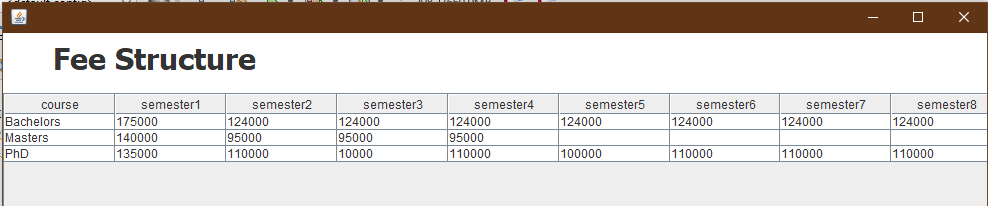 Fee Structure
course semester1 semester2 semester3 semester4 semester5 semester6 semester7 semester8
Bachelors 175000 124000 124000 124000 124000 124000 124000 124000
Masters 140000 95000 95000 95000
PhD 135000 110000 10000 110000 100000 110000 110000 110000